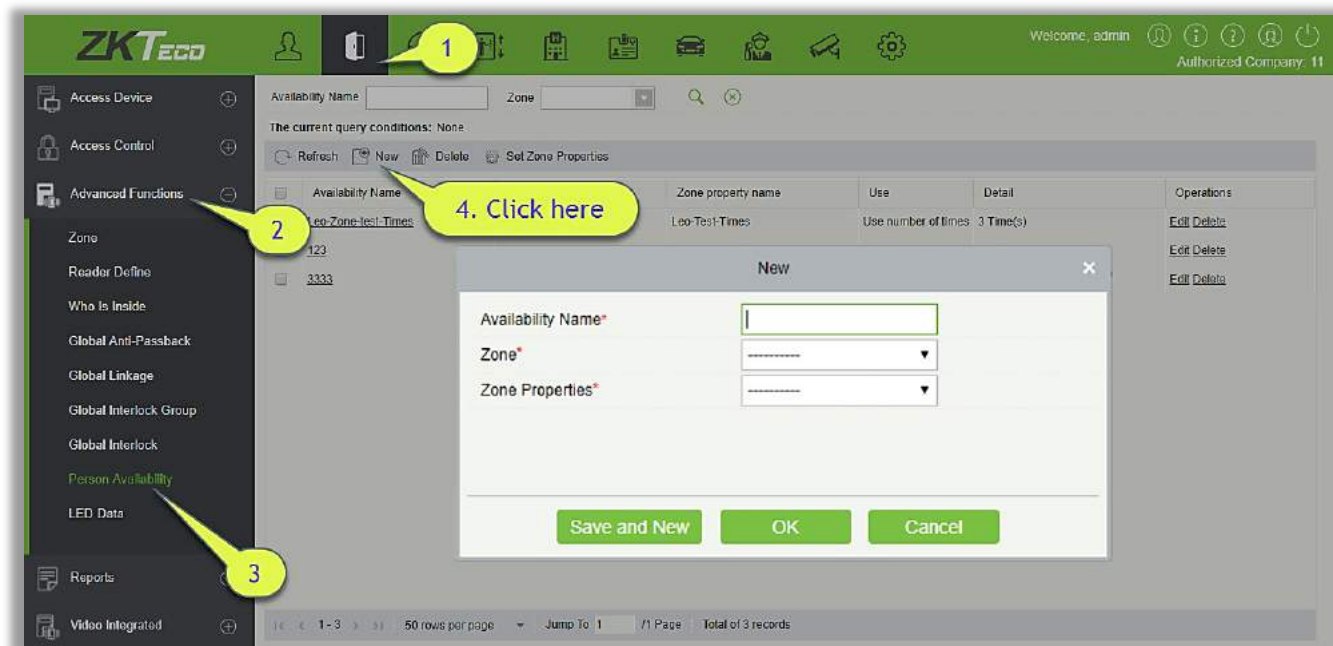 ZKTECO
1
Welcome, admin
Authorized Company: 11
Access Device
Access Control
Advanced Functions
2
Zone
Reader Define
Who Is Inside
Global Anti-Passback
Global Linkage
Global Interlock Group
Global Interlock
Person Availability
LED Data
3
Reports
Video Integrated
Availability Name
Zone
The current query conditions: None
Refresh New Delete Set Zone Properties
4. Click here
Availability Name Zone property name Use Detail Operations
Leo-Zone-test-Times Leo-Test-Times Use number of times 3 Time(s) Edit Delete
123 Edit Delete
3333 Edit Delete
New
Availability Name*
Zone* ----------
Zone Properties* ----------
Save and New OK Cancel
1 - 3 50 rows per page Jump To 1 /1 Page Total of 3 records